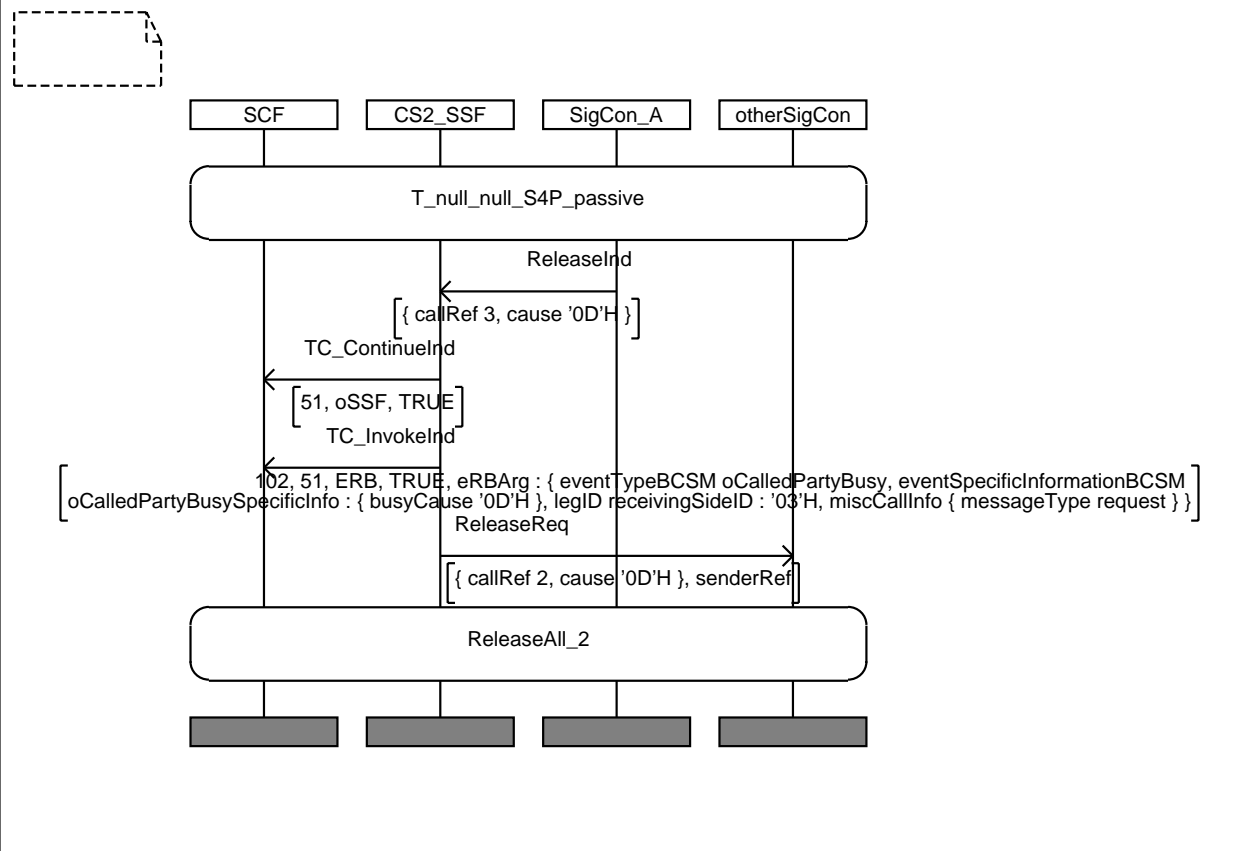 SCF
CS2_SSF
SigCon_A
otherSigCon
T_null_null_S4P_passive
ReleaseInd
{ callRef 3, cause ’0D’H }
TC_ContinueInd
51, oSSF, TRUE
TC_InvokeInd
102, 51, ERB, TRUE, eRBArg : { eventTypeBCSM oCalledPartyBusy, eventSpecificInformationBCSM
oCalledPartyBusySpecificInfo : { busyCause ’0D’H }, legID receivingSideID : ’03’H, miscCallInfo { messageType request } }
ReleaseReq
{ callRef 2, cause ’0D’H }, senderRef
ReleaseAll_2